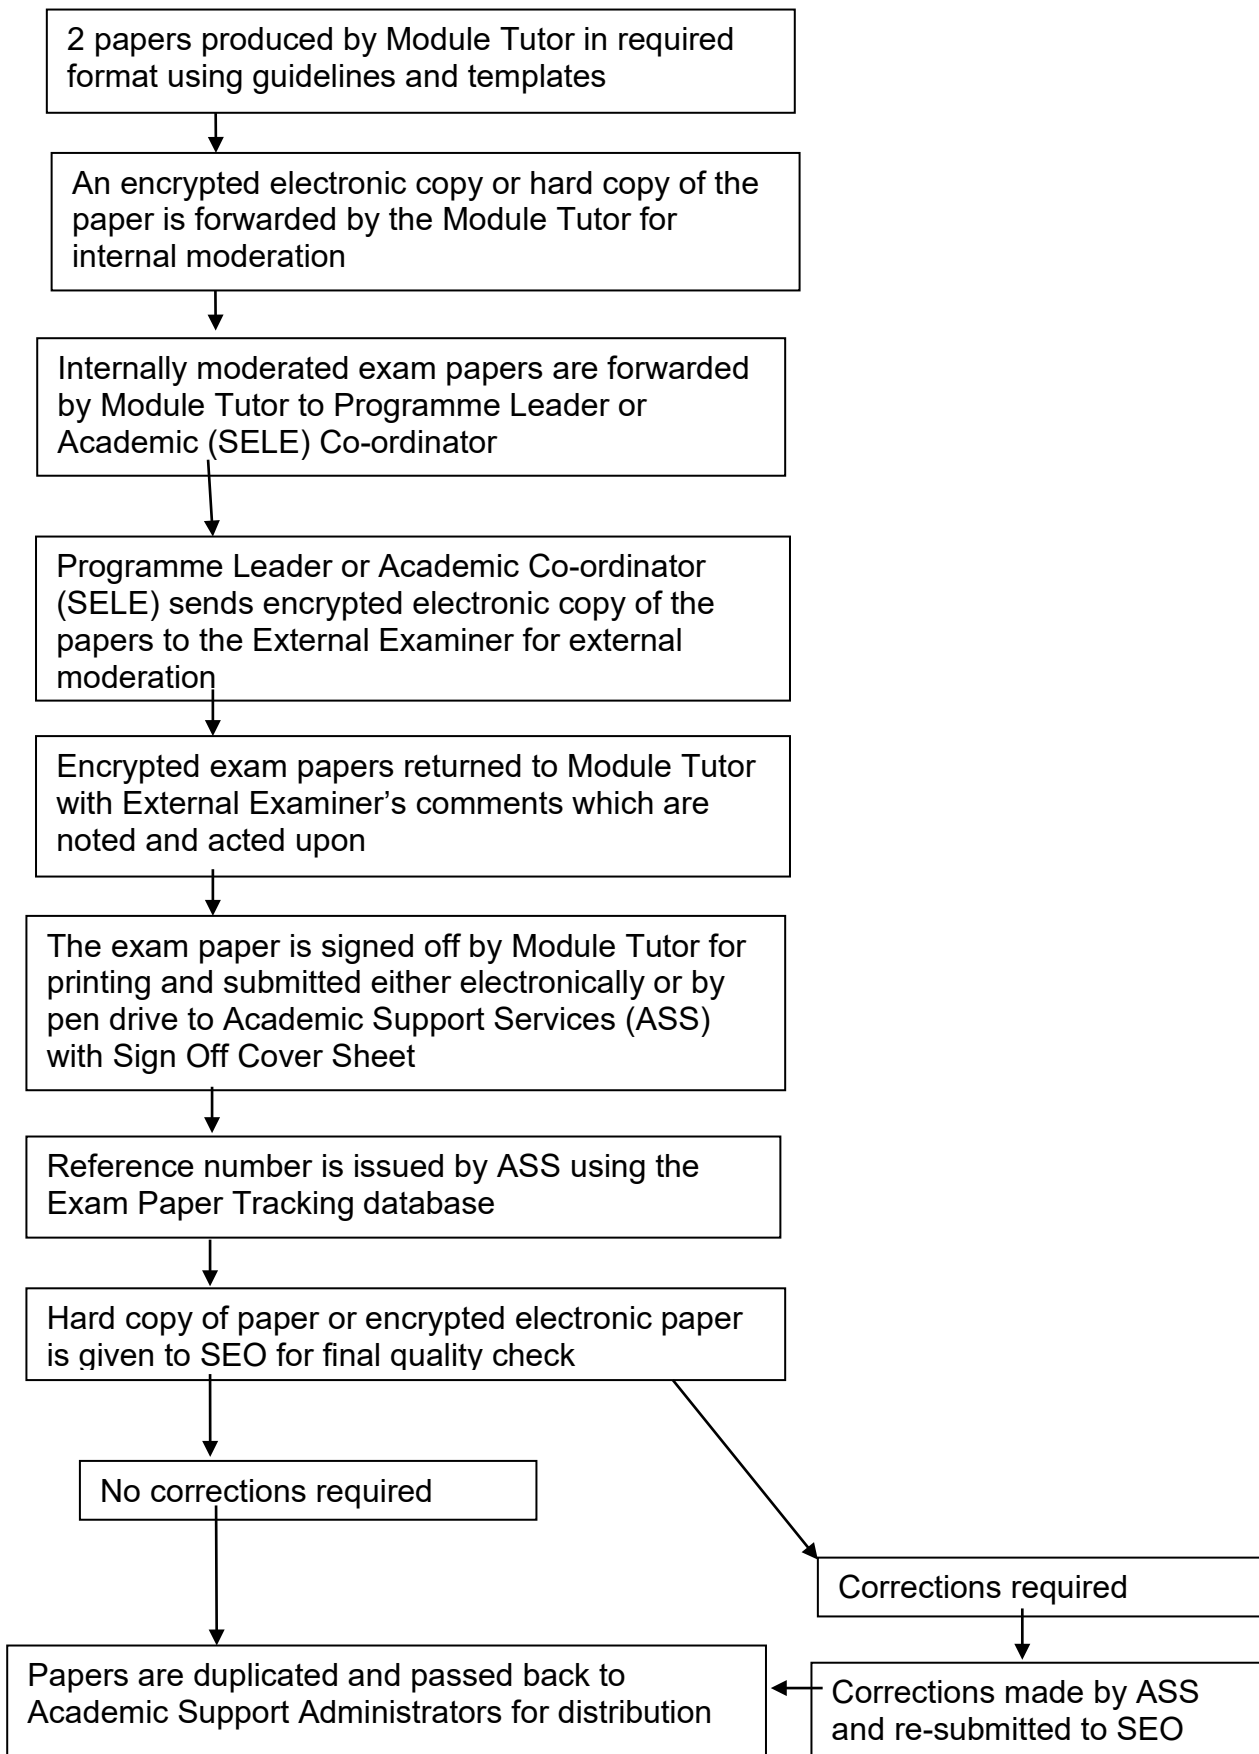 2 papers produced by Module Tutor in required
format using guidelines and templates
An encrypted electronic copy or hard copy of the
paper is forwarded by the Module Tutor for
internal moderation
Internally moderated exam papers are forwarded
by Module Tutor to Programme Leader or
Academic (SELE) Co-ordinator
Programme Leader or Academic Co-ordinator
(SELE) sends encrypted electronic copy of the
papers to the External Examiner for external
moderation
Encrypted exam papers returned to Module Tutor
with External Examiner’s comments which are
noted and acted upon
The exam paper is signed off by Module Tutor for
printing and submitted either electronically or by
pen drive to Academic Support Services (ASS)
with Sign Off Cover Sheet
Reference number is issued by ASS using the
Exam Paper Tracking database
Hard copy of paper or encrypted electronic paper
is given to SEO for final quality check
No corrections required
Corrections required
Papers are duplicated and passed back to
Academic Support Administrators for distribution
Corrections made by ASS
and re-submitted to SEO